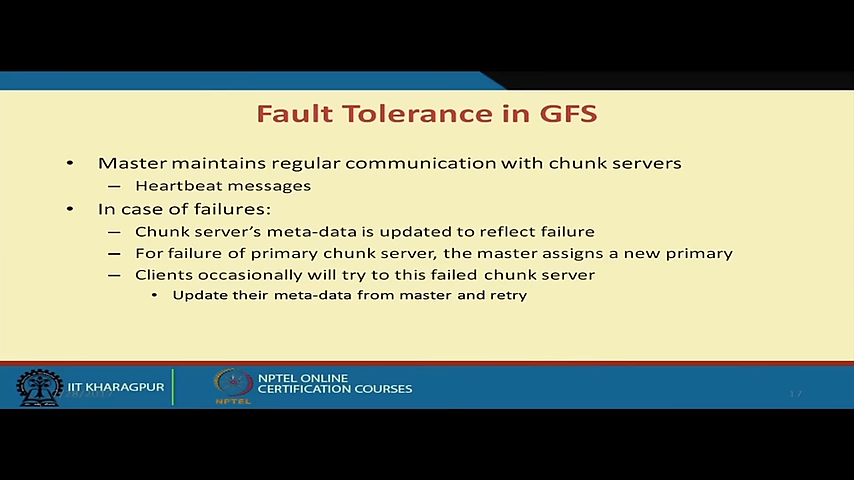 Fault Tolerance in GFS
• Master maintains regular communication with chunk servers
– Heartbeat messages
• In case of failures:
– Chunk server's meta-data is updated to reflect failure
– For failure of primary chunk server, the master assigns a new primary
– Clients occasionally will try to this failed chunk server
• Update their meta-data from master and retry
IIT KHARAGPUR
NPTEL
NPTEL ONLINE
CERTIFICATION COURSES
17